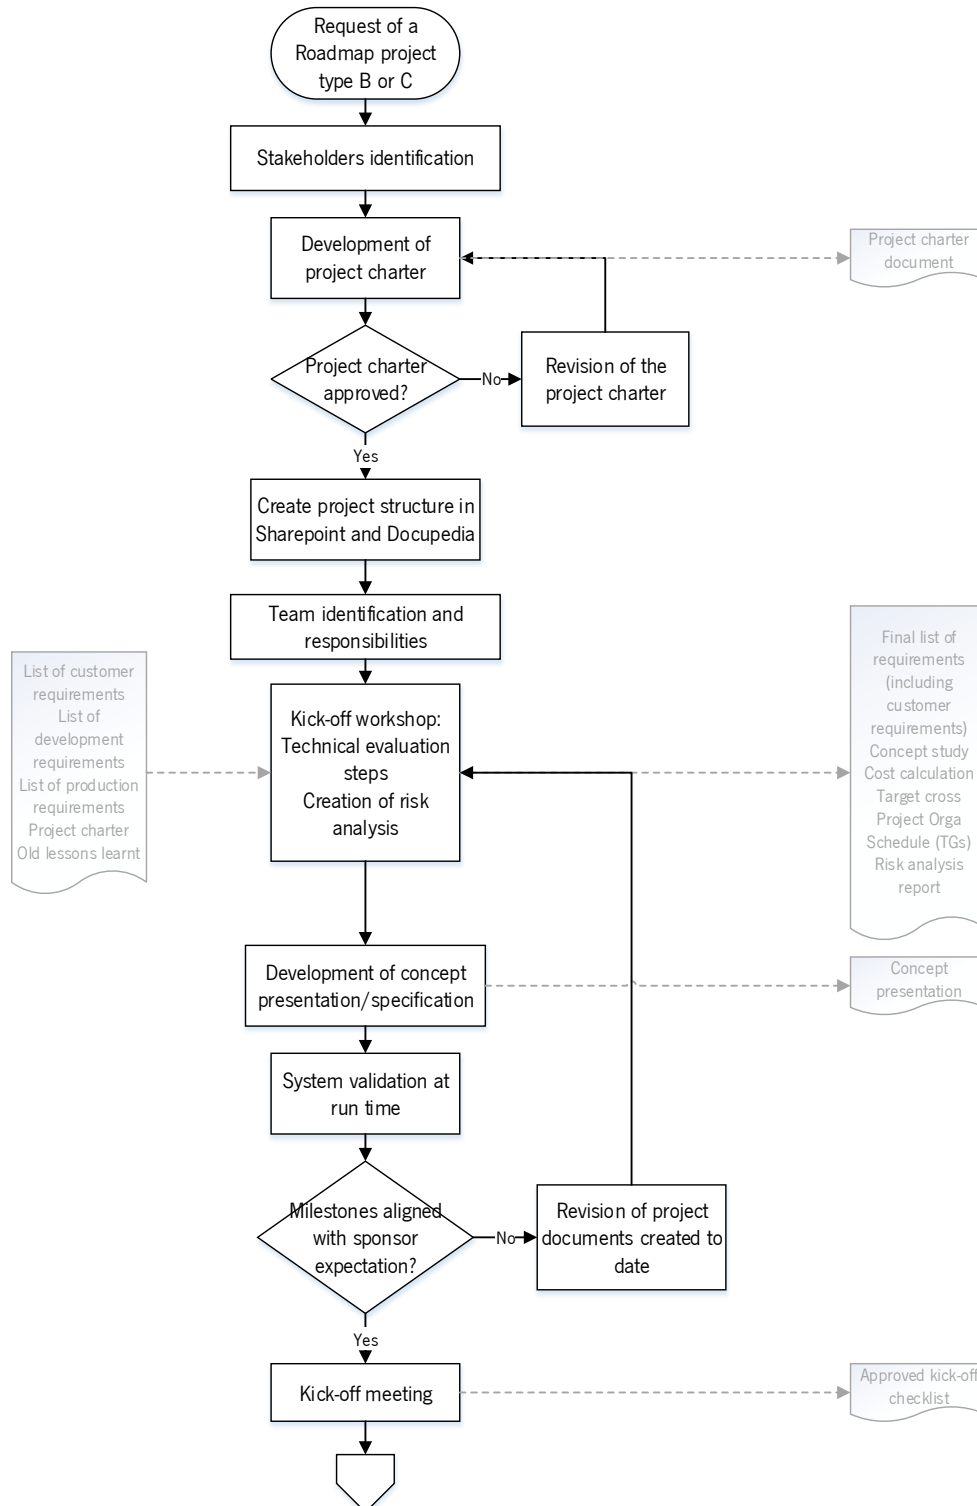 Request of a
Roadmap project
type B or C
Stakeholders identification
Development of
project charter
Project charter
document
Project charter
approved?
No
Revision of the
project charter
Yes
Create project structure in
Sharepoint and Docupedia
Team identification and
responsibilities
List of customer
requirements
List of
development
requirements
List of production
requirements
Project charter
Old lessons learnt
Kick-off workshop:
Technical evaluation
steps
Creation of risk
analysis
Final list of
requirements
(including
customer
requirements)
Concept study
Cost calculation
Target cross
Project Orga
Schedule (TGs)
Risk analysis
report
Development of concept
presentation/specification
Concept
presentation
System validation at
run time
Milestones aligned
with sponsor
expectation?
No
Revision of project
documents created to
date
Yes
Kick-off meeting
Approved kick-off
checklist